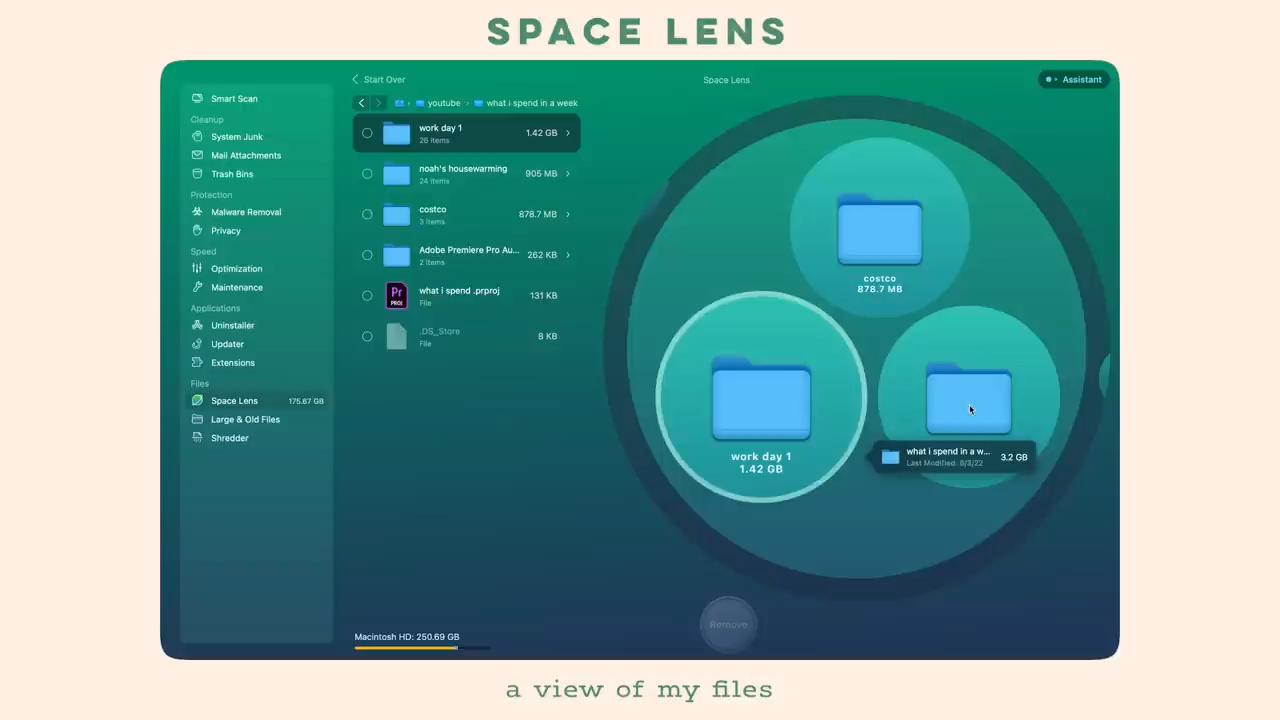 SPACE LENS
Start Over
Space Lens
Assistant
Smart Scan
Cleanup
System Junk
Mail Attachments
Trash Bins
Protection
Malware Removal
Privacy
Speed
Optimization
Maintenance
Applications
Uninstaller
Updater
Extensions
Files
Space Lens 175.67 GB
Large & Old Files
Shredder
youtube › what i spend in a week
work day 1 1.42 GB
26 items
noah's housewarming 905 MB
24 items
costco 878.7 MB
3 items
Adobe Premiere Pro Au... 262 KB
2 items
Pr
PROJ
what i spend .prproj 131 KB
File
.DS_Store 8 KB
File
costco
878.7 MB
work day 1
1.42 GB
what i spend in a w... 3.2 GB
Last Modified: 8/3/22
Macintosh HD: 250.69 GB
Remove
a view of my files